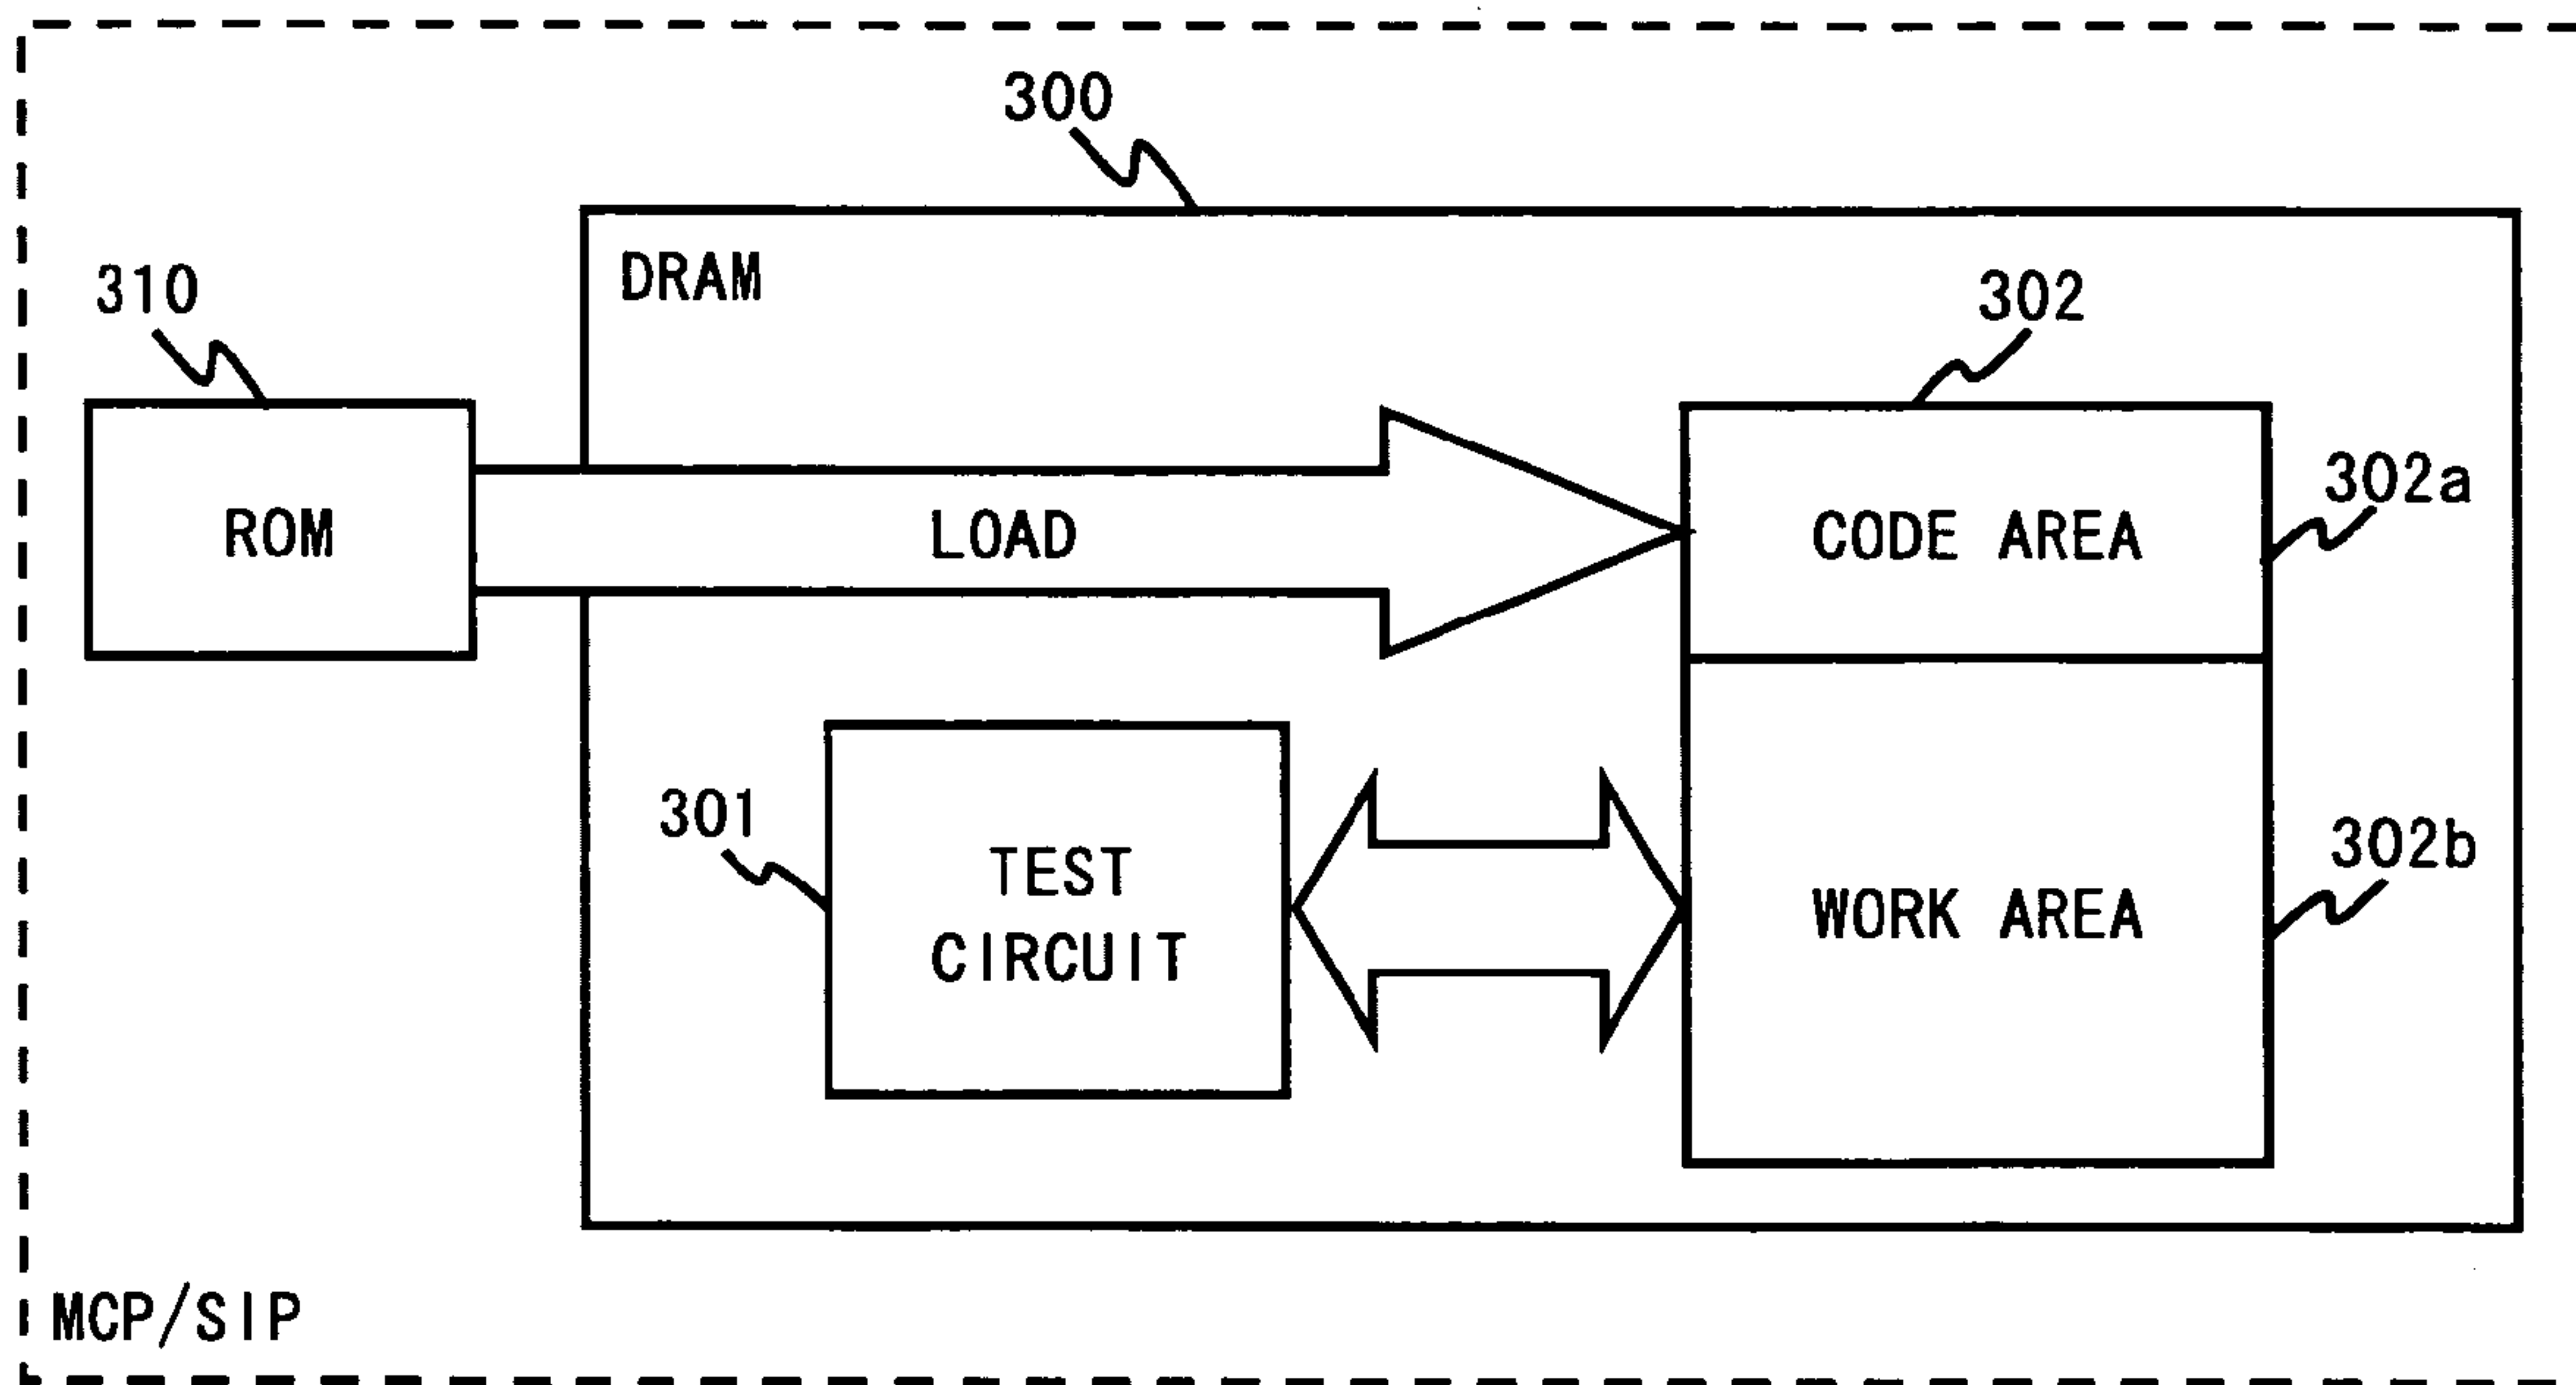 300
DRAM
310
302
302a
ROM
LOAD
CODE AREA
301
302b
TEST
CIRCUIT
WORK AREA
MCP/SIP